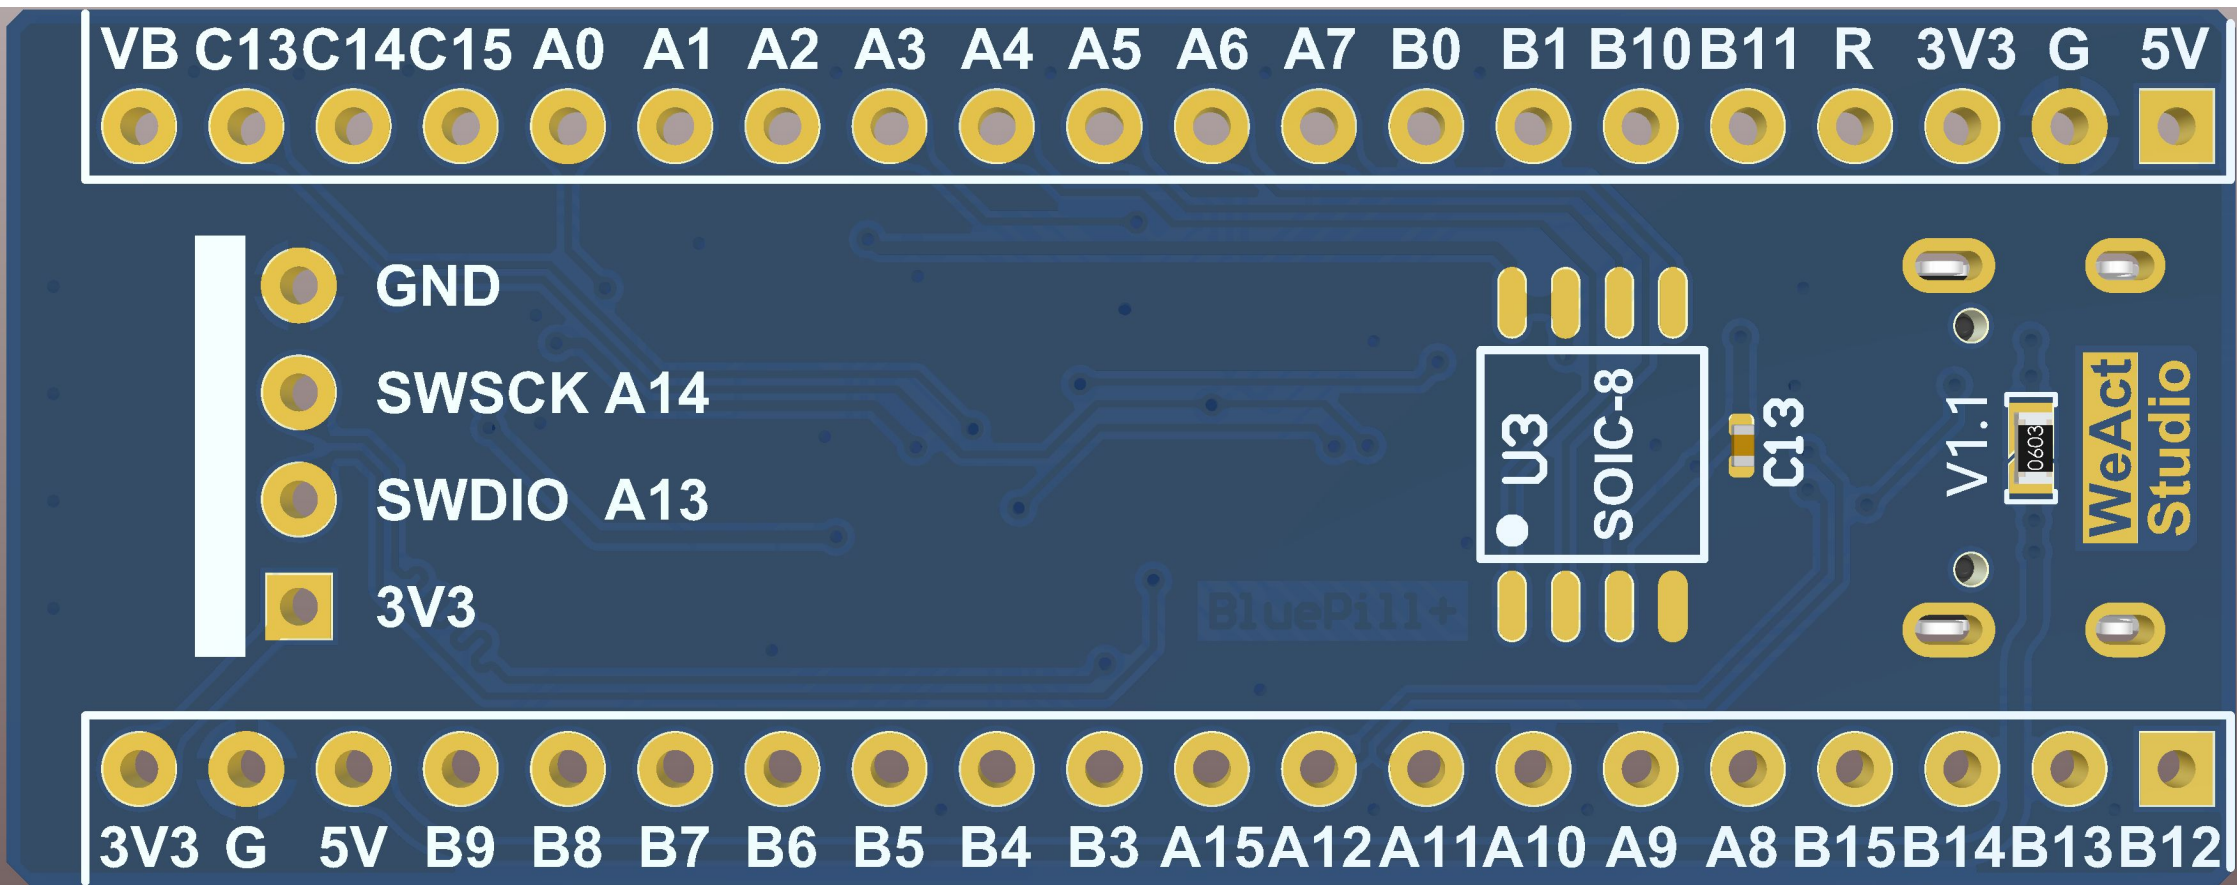 VB C13 C14 C15 A0 A1 A2 A3 A4 A5 A6 A7 B0 B1 B10 B11 R 3V3 G 5V
GND
SWSCK A14
SWDIO A13
3V3
U3
SOIC-8
C13
V1.1
0603
WeAct
Studio
BluePill+
3V3 G 5V B9 B8 B7 B6 B5 B4 B3 A15 A12 A11 A10 A9 A8 B15 B14 B13 B12